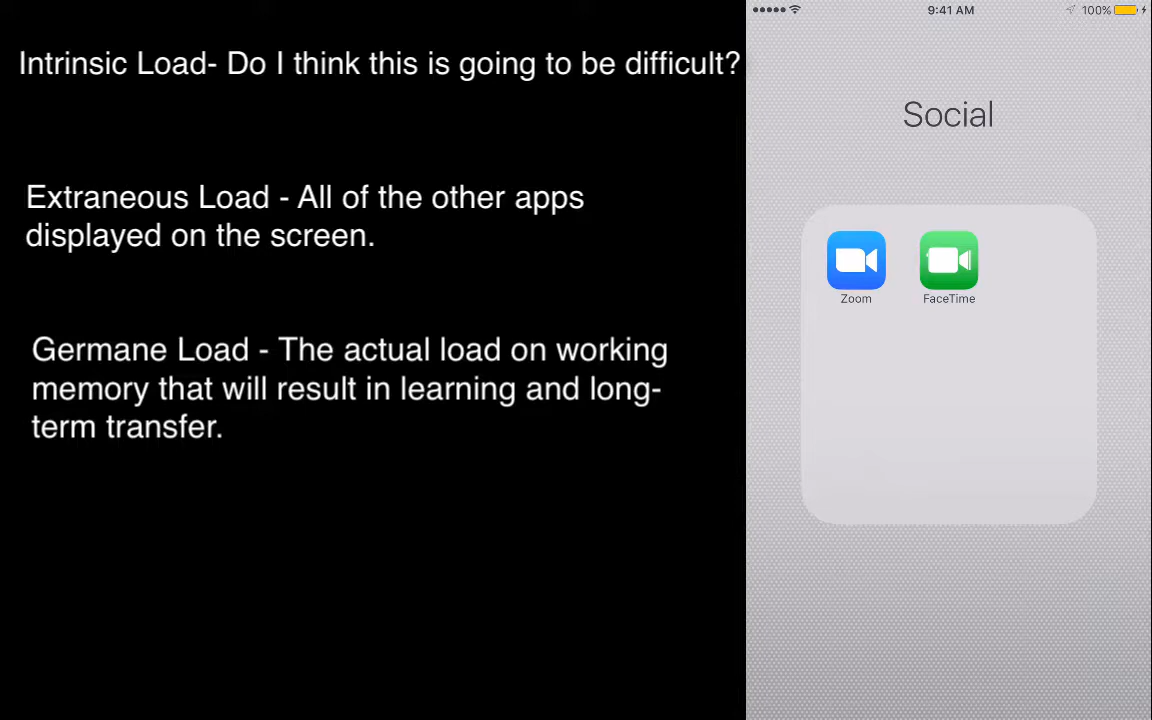 Intrinsic Load- Do I think this is going to be difficult?
Extraneous Load - All of the other apps
displayed on the screen.
Germane Load - The actual load on working
memory that will result in learning and long-
term transfer.
9:41 AM
100%
Social
Zoom
FaceTime